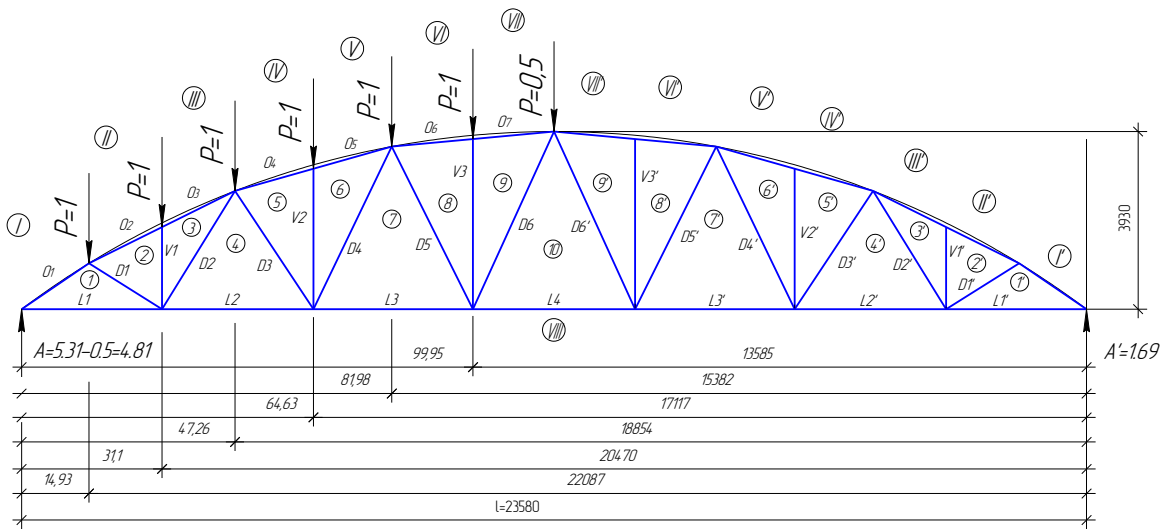 I II III IV V VI VII VII' VI' V' IV' III' II' I'
P=1 P=1 P=1 P=1 P=1 P=1 P=0,5
O1 O2 O3 O4 O5 O6 O7
1 2 3 4 5 6 7 8 9 10 9' 8' 7' 6' 5' 4' 3' 2' 1'
D1 V1 D2 D3 V2 D4 D5 V3 D6 D6' V3' D5' D4' V2' D3' D2' V1' D1'
L1 L2 L3 L4 L3' L2' L1'
3930
VIII
A=5.31-0.5=4.81
A'=1.69
99,95 13585
81,98 15382
64,63 17117
47,26 18854
31,1 20470
14,93 22087
l=23580